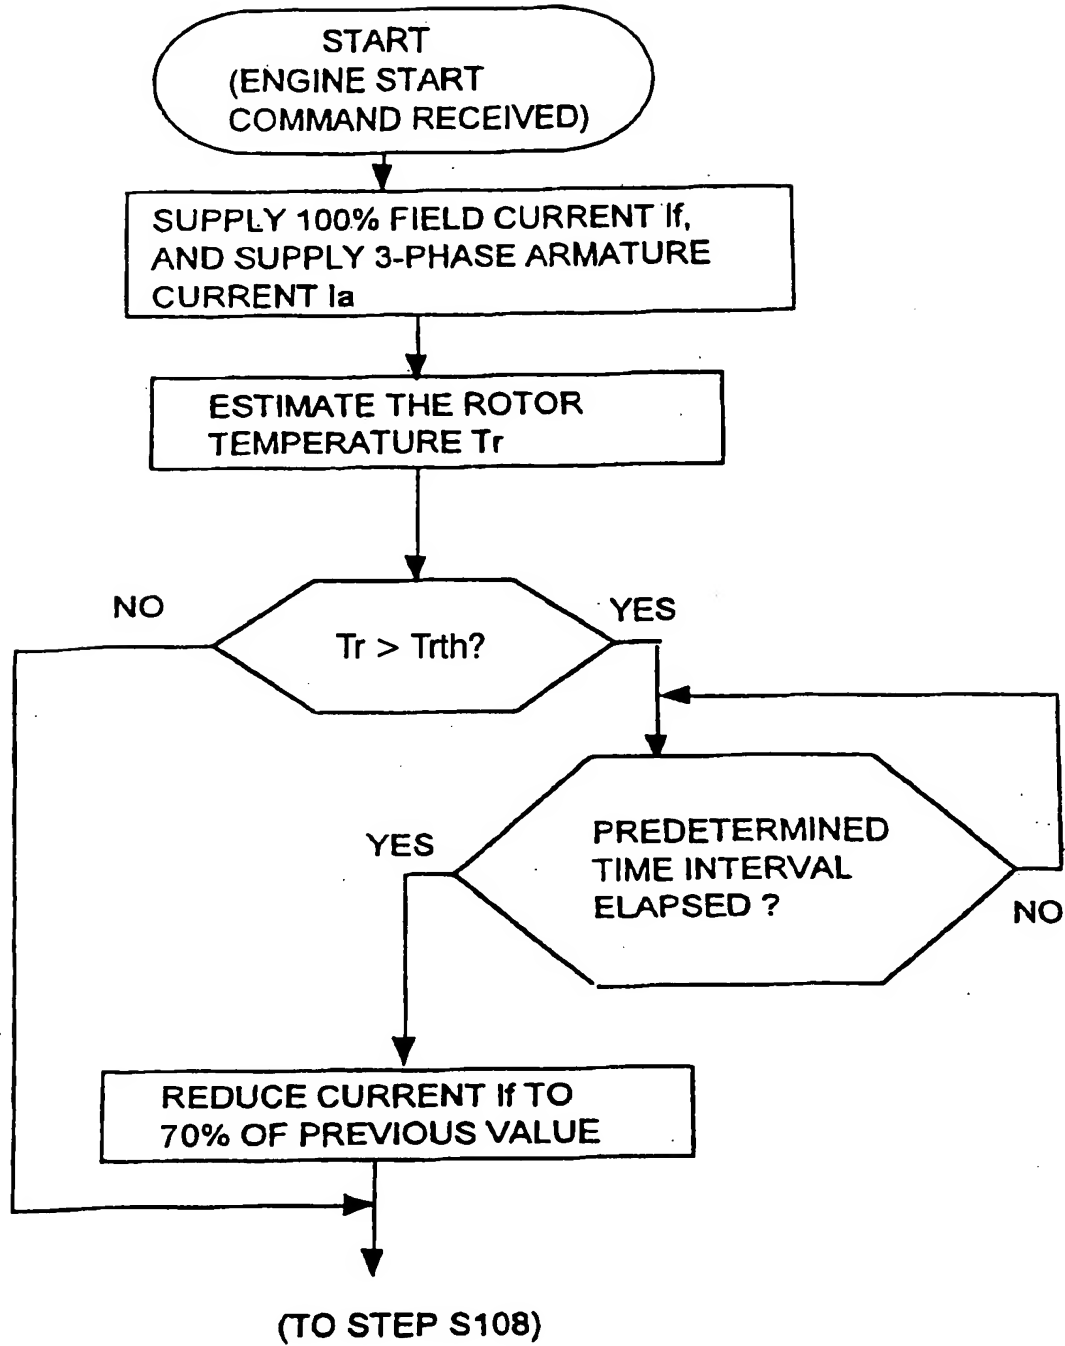 START
(ENGINE START
COMMAND RECEIVED)
SUPPLY 100% FIELD CURRENT If,
AND SUPPLY 3-PHASE ARMATURE
CURRENT Ia
ESTIMATE THE ROTOR
TEMPERATURE Tr
NO
YES
Tr > Trth?
YES
PREDETERMINED
TIME INTERVAL
ELAPSED ?
NO
REDUCE CURRENT If TO
70% OF PREVIOUS VALUE
(TO STEP S108)